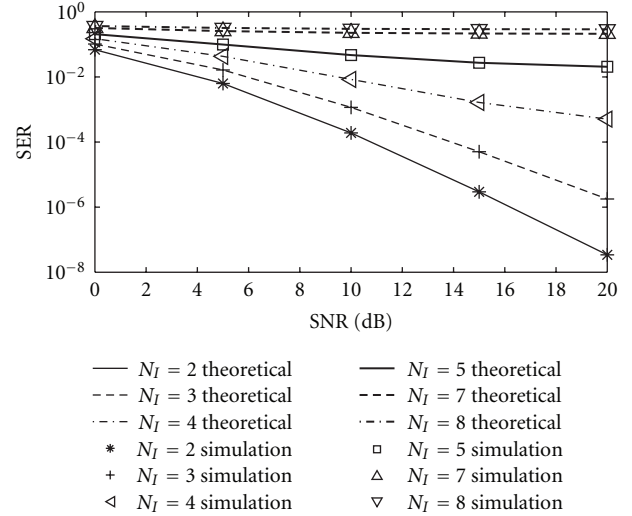 10⁰
10⁻²
10⁻⁴
10⁻⁶
10⁻⁸
SER
0 2 4 6 8 10 12 14 16 18 20
SNR (dB)
N_I = 2 theoretical
N_I = 3 theoretical
N_I = 4 theoretical
N_I = 2 simulation
N_I = 3 simulation
N_I = 4 simulation
N_I = 5 theoretical
N_I = 7 theoretical
N_I = 8 theoretical
N_I = 5 simulation
N_I = 7 simulation
N_I = 8 simulation